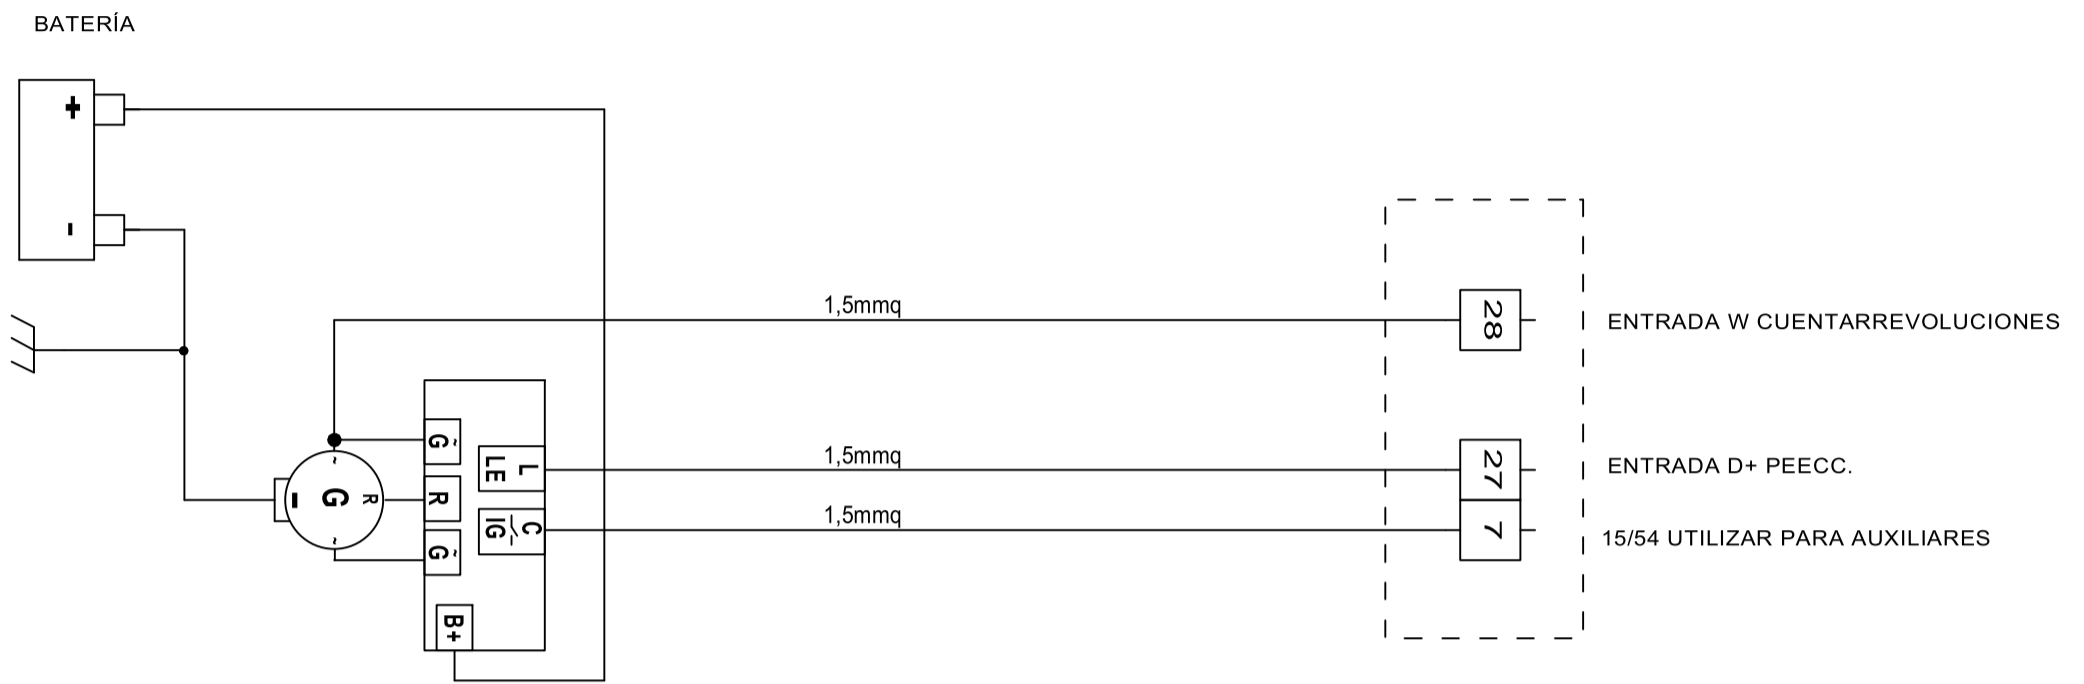 BATERÍA
+
-
1,5mmq
28
ENTRADA W CUENTARREVOLUCIONES
~
G
R
-
~
G~
R
G~
L
LE
C
IG
B+
1,5mmq
27
ENTRADA D+ PEECC.
1,5mmq
7
15/54 UTILIZAR PARA AUXILIARES